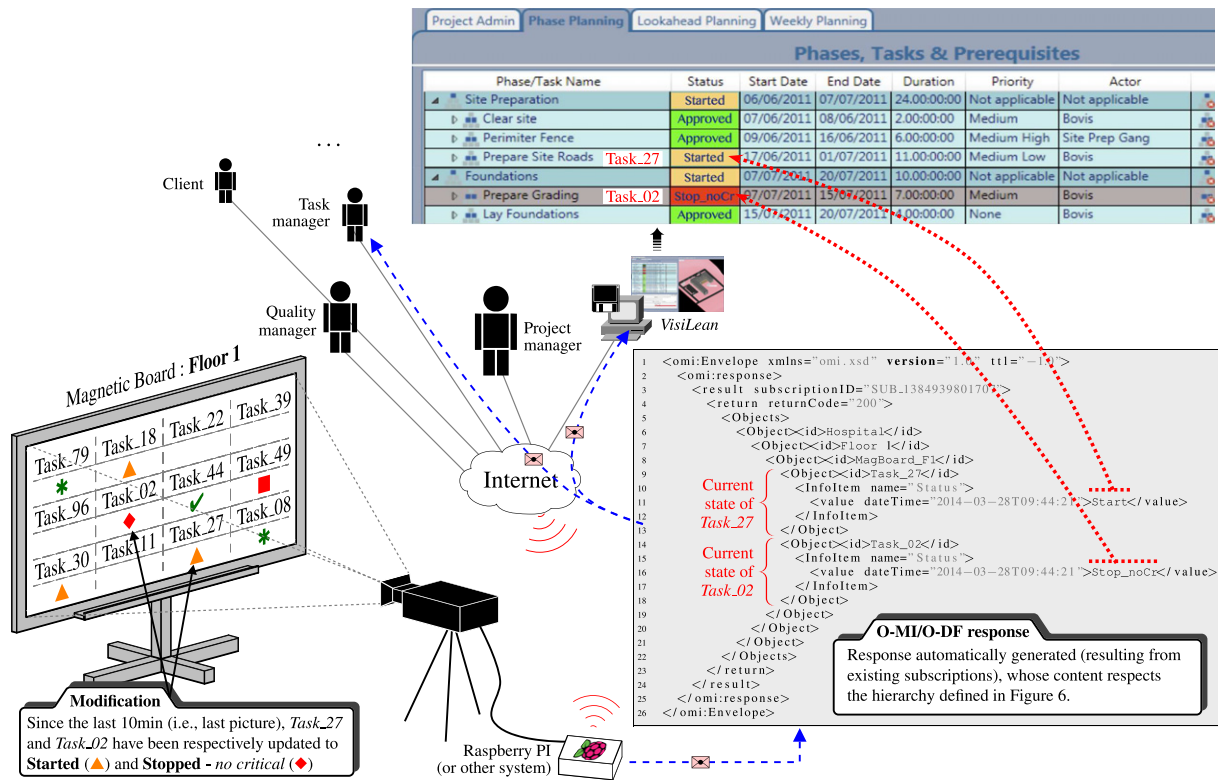 Project Admin Phase Planning Lookahead Planning Weekly Planning
Phases, Tasks & Prerequisites
Phase/Task Name Status Start Date End Date Duration Priority Actor
Site Preparation Started 06/06/2011 07/07/2011 24.00:00:00 Not applicable Not applicable
Clear site Approved 07/06/2011 08/06/2011 2.00:00:00 Medium Bovis
Perimiter Fence Approved 09/06/2011 16/06/2011 6.00:00:00 Medium High Site Prep Gang
Prepare Site Roads Task_27 Started 17/06/2011 01/07/2011 11.00:00:00 Medium Low Bovis
Foundations Started 07/07/2011 20/07/2011 10.00:00:00 Not applicable Not applicable
Prepare Grading Task_02 Stop_noCr 07/07/2011 15/07/2011 7.00:00:00 Medium Bovis
Lay Foundations Approved 15/07/2011 20/07/2011 4.00:00:00 None Bovis
...
Client
Task
manager
Quality
manager
Project
manager
VisiLean
Internet
Magnetic Board : Floor 1
Task_79 Task_18 Task_22 Task_39
Task_96 Task_02 Task_44 Task_49
Task_30 Task_11 Task_27 Task_08
Modification
Since the last 10min (i.e., last picture), Task_27
and Task_02 have been respectively updated to
Started (▲) and Stopped - no critical (♦)
Raspberry PI
(or other system)
1 <omi:Envelope xmlns="omi.xsd" version="1.0" ttl="-1.0">
2 <omi:response>
3 <result subscriptionID="SUB_1384939801707">
4 <return returnCode="200">
5 <Objects>
6 <Object><id>Hospital</id>
7 <Object><id>Floor 1</id>
8 <Object><id>MagBoard_F1</id>
9 <Object><id>Task_27</id>
10 <InfoItem name="Status">
11 <value dateTime="2014-03-28T09:44:21">Start</value>
12 </InfoItem>
13 </Object>
14 <Object><id>Task_02</id>
15 <InfoItem name="Status">
16 <value dateTime="2014-03-28T09:44:21">Stop_noCr</value>
17 </InfoItem>
18 </Object>
19 </Object>
20 </Object>
21 </Object>
22 </Objects>
23 </return>
24 </result>
25 </omi:response>
26 </omi:Envelope>
Current
state of
Task_27
Current
state of
Task_02
O-MI/O-DF response
Response automatically generated (resulting from
existing subscriptions), whose content respects
the hierarchy defined in Figure 6.